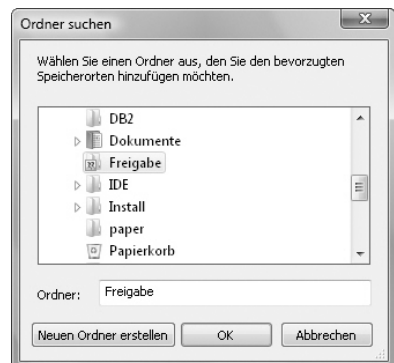 Ordner suchen
Wählen Sie einen Ordner aus, den Sie den bevorzugten
Speicherorten hinzufügen möchten.
DB2
Dokumente
Freigabe
IDE
Install
paper
Papierkorb
Ordner: Freigabe
Neuen Ordner erstellen OK Abbrechen